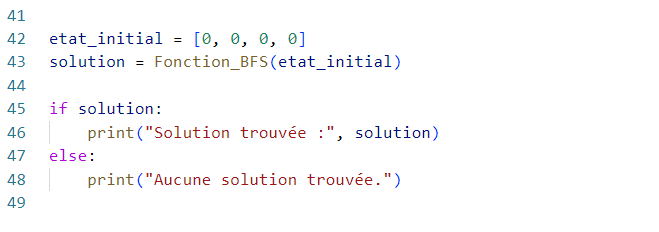 41
42 etat_initial = [0, 0, 0, 0]
43 solution = Fonction_BFS(etat_initial)
44
45 if solution:
46     print("Solution trouvée :", solution)
47 else:
48     print("Aucune solution trouvée.")
49